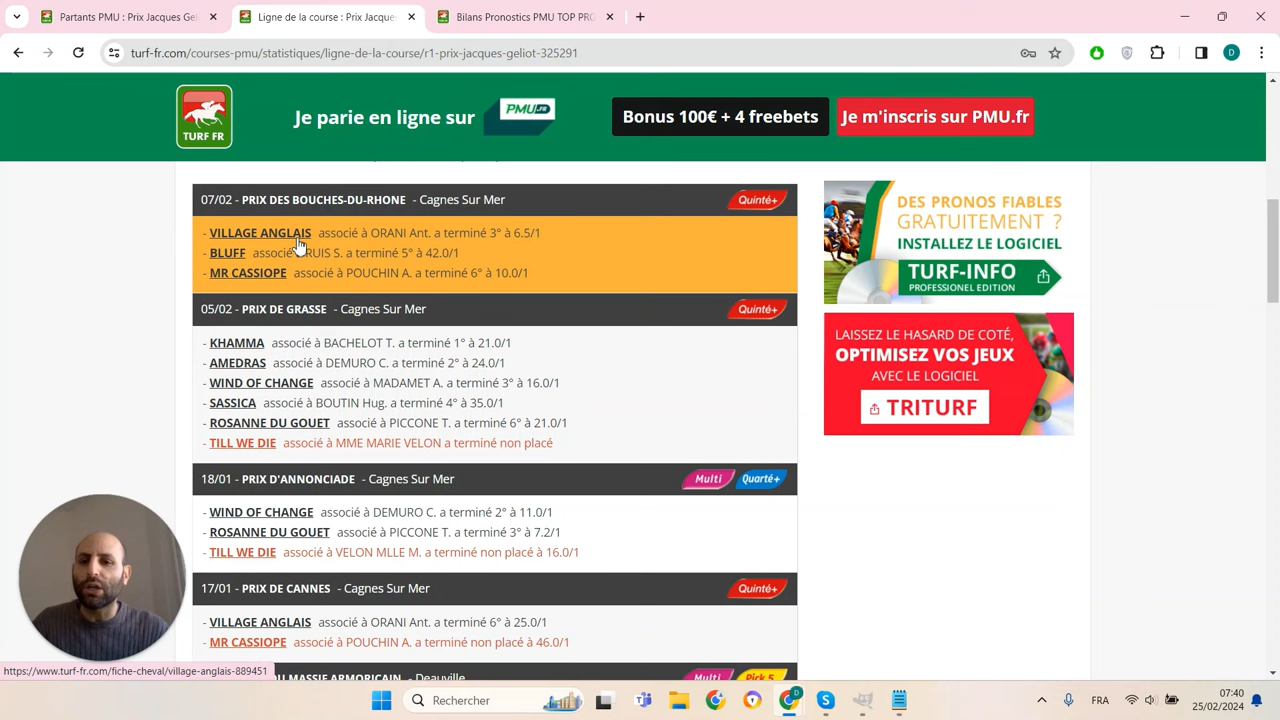 Partants PMU : Prix Jacques Gel
Ligne de la course : Prix Jacques
Bilans Pronostics PMU TOP PRO
turf-fr.com/courses-pmu/statistiques/ligne-de-la-course/r1-prix-jacques-geliot-325291
D
TURF FR
Je parie en ligne sur
PMU.FR
Bonus 100€ + 4 freebets
Je m'inscris sur PMU.fr
07/02 - PRIX DES BOUCHES-DU-RHONE - Cagnes Sur Mer
Quinté+
- VILLAGE ANGLAIS associé à ORANI Ant. a terminé 3° à 6.5/1
- BLUFF associé RUIS S. a terminé 5° à 42.0/1
- MR CASSIOPE associé à POUCHIN A. a terminé 6° à 10.0/1
05/02 - PRIX DE GRASSE - Cagnes Sur Mer
Quinté+
- KHAMMA associé à BACHELOT T. a terminé 1° à 21.0/1
- AMEDRAS associé à DEMURO C. a terminé 2° à 24.0/1
- WIND OF CHANGE associé à MADAMET A. a terminé 3° à 16.0/1
- SASSICA associé à BOUTIN Hug. a terminé 4° à 35.0/1
- ROSANNE DU GOUET associé à PICCONE T. a terminé 6° à 21.0/1
- TILL WE DIE associé à MME MARIE VELON a terminé non placé
18/01 - PRIX D'ANNONCIADE - Cagnes Sur Mer
Multi Quarté+
- WIND OF CHANGE associé à DEMURO C. a terminé 2° à 11.0/1
- ROSANNE DU GOUET associé à PICCONE T. a terminé 3° à 7.2/1
- TILL WE DIE associé à VELON MLLE M. a terminé non placé à 16.0/1
17/01 - PRIX DE CANNES - Cagnes Sur Mer
Quinté+
- VILLAGE ANGLAIS associé à ORANI Ant. a terminé 6° à 25.0/1
- MR CASSIOPE associé à POUCHIN A. a terminé non placé à 46.0/1
DU MASSIE ARMORICAIN - Deauville
Multi Pick 5
DES PRONOS FIABLES
GRATUITEMENT ?
INSTALLEZ LE LOGICIEL
TURF-INFO
PROFESSIONEL EDITION
LAISSEZ LE HASARD DE COTÉ,
OPTIMISEZ VOS JEUX
AVEC LE LOGICIEL
TRITURF
https://www.turf-fr.com/fiche-cheval/village-anglais-889451
Rechercher
FRA
07:40
25/02/2024